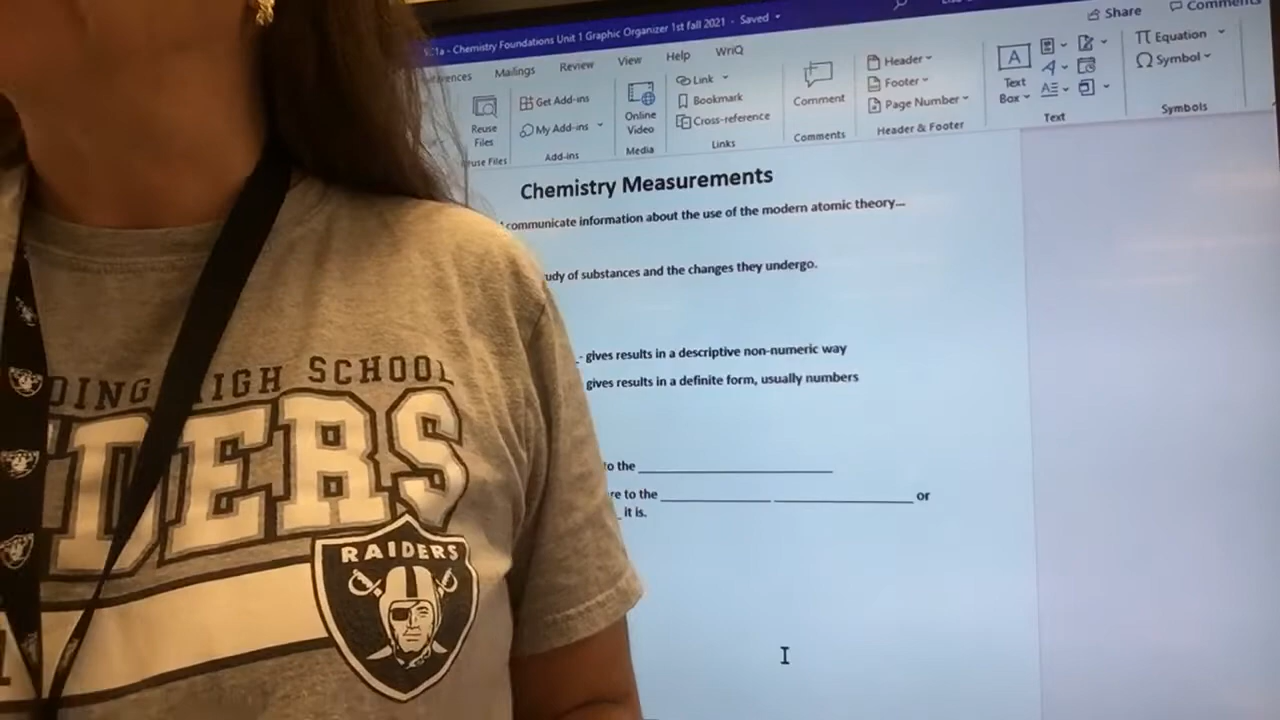 1a - Chemistry Foundations Unit 1 Graphic Organizer 1st fall 2021 - Saved
Share
Mailings Review View Help WriQ
Reuse Files
Get Add-ins
My Add-ins
Add-ins
Online Video
Media
Link
Bookmark
Cross-reference
Links
Comment
Comments
Header
Footer
Page Number
Header & Footer
Text Box
Text
Equation
Symbol
Symbols
Chemistry Measurements
communicate information about the use of the modern atomic theory...
udy of substances and the changes they undergo.
- gives results in a descriptive non-numeric way
gives results in a definite form, usually numbers
to the ____________________
re to the ______________ __________________ or
it is.
DING HIGH SCHOOL
DERS
RAIDERS